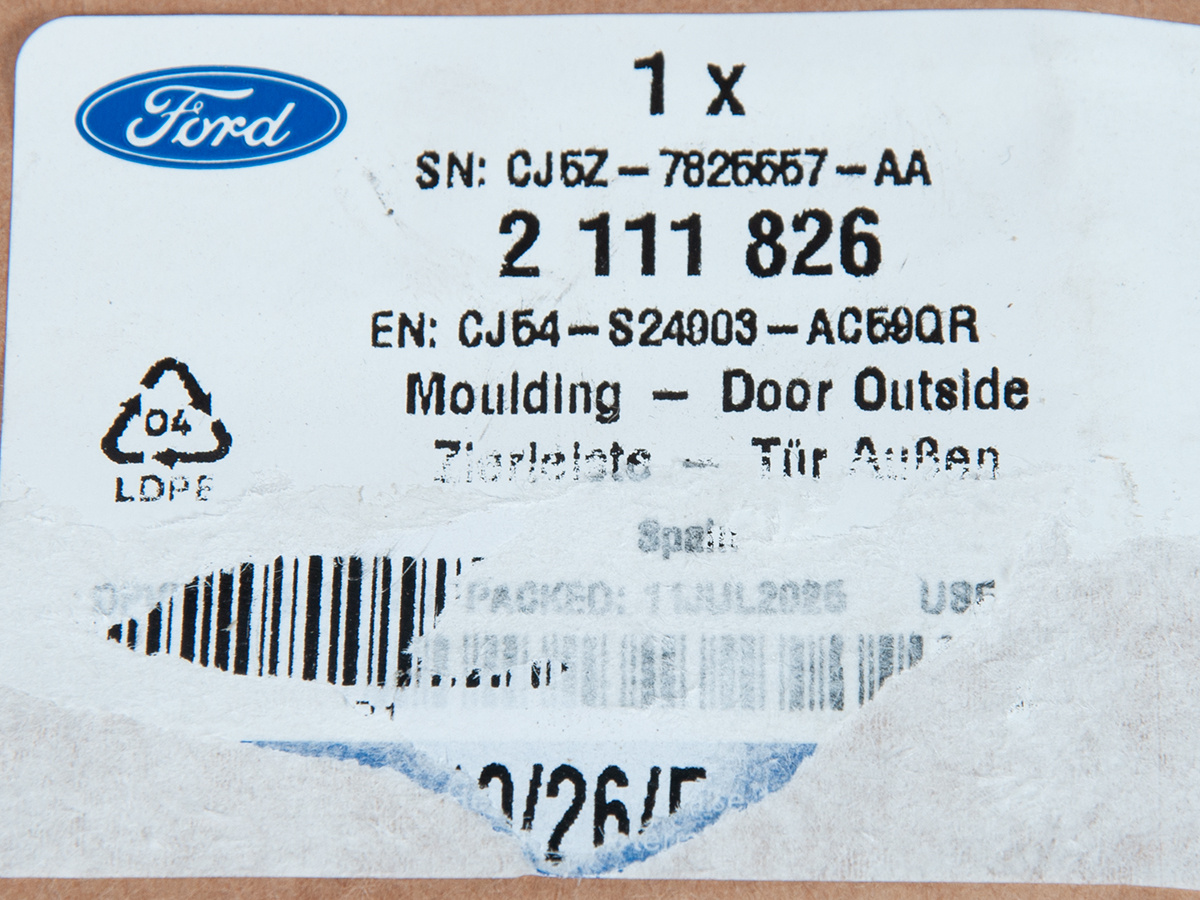 Ford
1 x
SN: CJ5Z-7825557-AA
2 111 826
EN: CJ54-S24003-AC59QR
Moulding - Door Outside
04
Zierleiste - Tür Außen
LDPE
Spain
PACKED: 11JUL2026